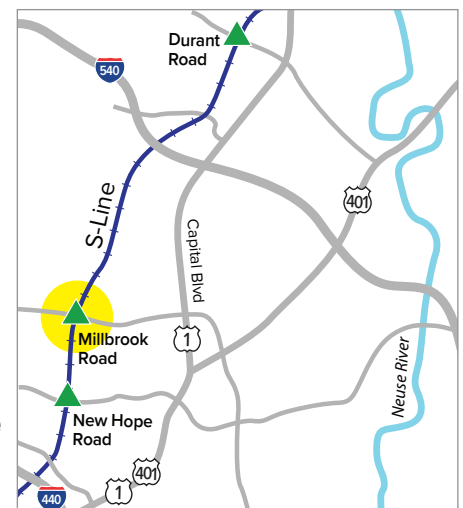 Durant
Road
540
S-Line
401
Capital Blvd
1
Millbrook
Road
Neuse River
New Hope
Road
401
1
440